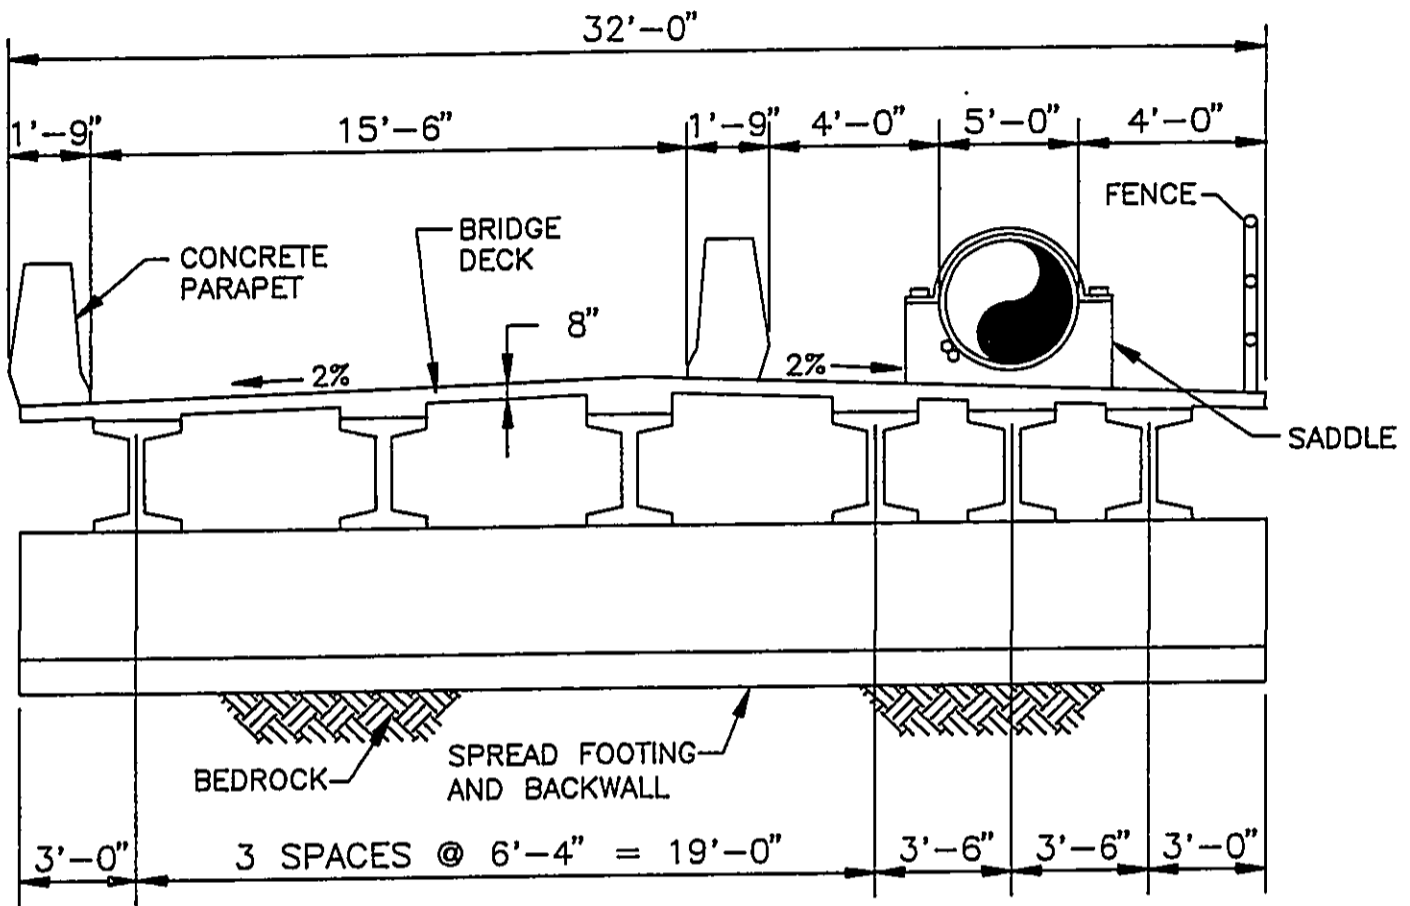 32'-0"
1'-9"
15'-6"
1'-9"
4'-0"
5'-0"
4'-0"
FENCE
BRIDGE
DECK
CONCRETE
PARAPET
8"
2%
2%
SADDLE
BEDROCK
SPREAD FOOTING
AND BACKWALL
3'-0"
3 SPACES @ 6'-4" = 19'-0"
3'-6"
3'-6"
3'-0"